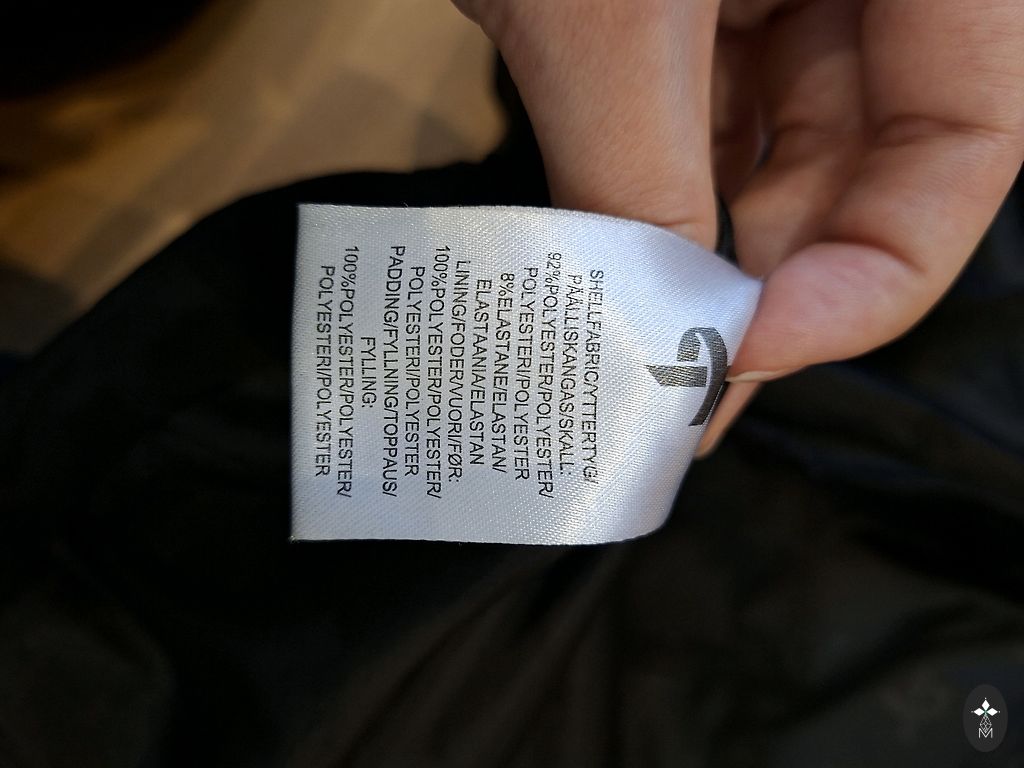 SHELLFABRIC/YTTERTYG/
PÄÄLLISKANGAS/SKALL:
92%POLYESTER/POLYESTER/
POLYESTERI/POLYESTER
8%ELASTANE/ELASTAN/
ELASTAANIA/ELASTAN
LINING/FODER/VUORI/FØR:
100%POLYESTER/POLYESTER/
POLYESTERI/POLYESTER
PADDING/FYLLNING/TOPPAUS/
FYLLING:
100%POLYESTER/POLYESTER/
POLYESTERI/POLYESTER
M